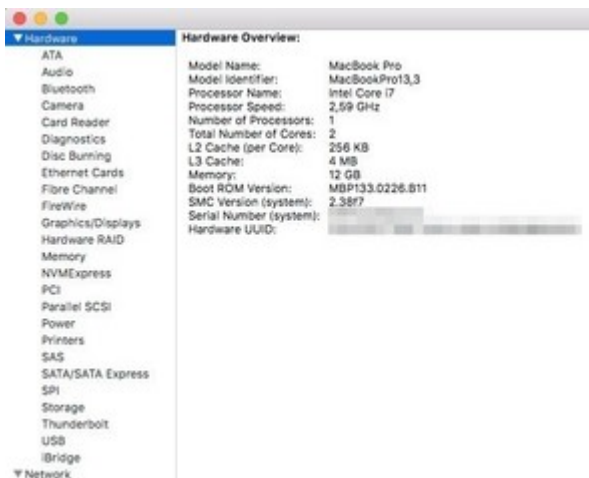 Hardware
ATA
Audio
Bluetooth
Camera
Card Reader
Diagnostics
Disc Burning
Ethernet Cards
Fibre Channel
FireWire
Graphics/Displays
Hardware RAID
Memory
NVMExpress
PCI
Parallel SCSI
Power
Printers
SAS
SATA/SATA Express
SPI
Storage
Thunderbolt
USB
iBridge
Network
Hardware Overview:
Model Name: MacBook Pro
Model Identifier: MacBookPro13,3
Processor Name: Intel Core i7
Processor Speed: 2,59 GHz
Number of Processors: 1
Total Number of Cores: 2
L2 Cache (per Core): 256 KB
L3 Cache: 4 MB
Memory: 12 GB
Boot ROM Version: MBP133.0226.B11
SMC Version (system): 2.38f7
Serial Number (system):
Hardware UUID: